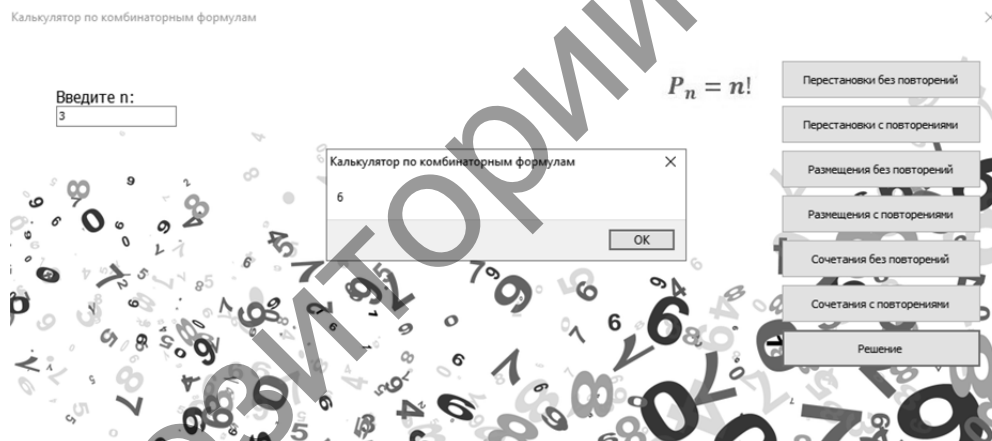 Калькулятор по комбинаторным формулам
Введите n:
3
Pₙ = n!
Калькулятор по комбинаторным формулам
6
OK
Перестановки без повторений
Перестановки с повторениями
Размещения без повторений
Размещения с повторениями
Сочетания без повторений
Сочетания с повторениями
Решение